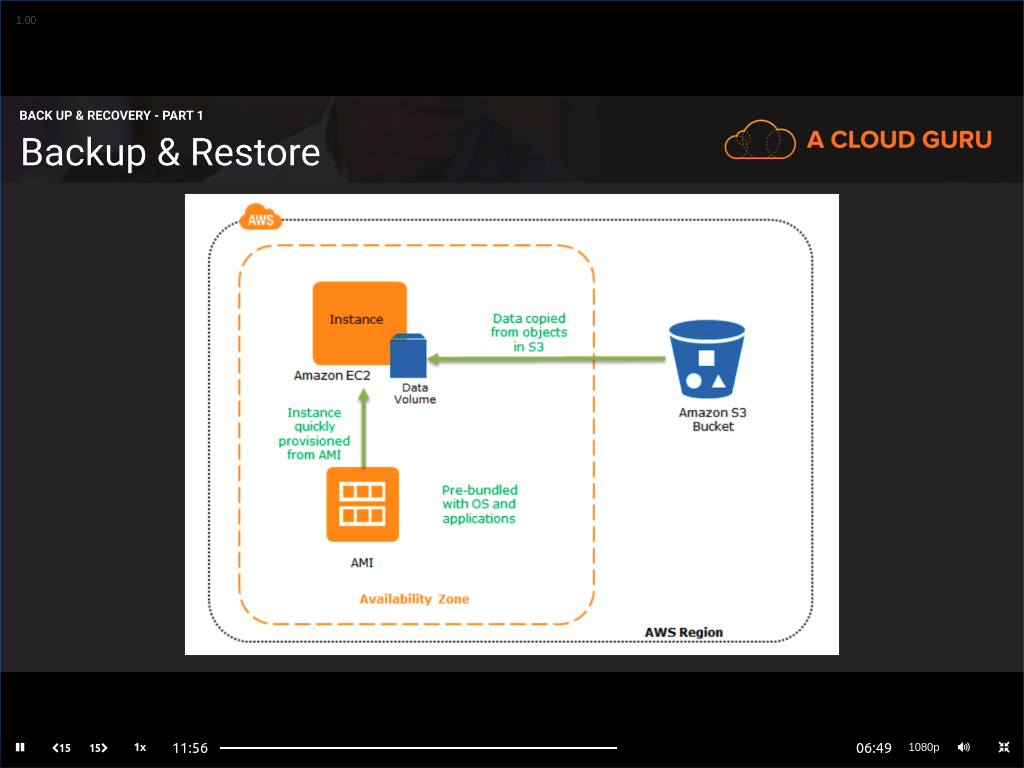 1.00
BACK UP & RECOVERY - PART 1
Backup & Restore
A CLOUD GURU
AWS
Instance
Amazon EC2
Data
Volume
Data copied
from objects
in S3
Amazon S3
Bucket
Instance
quickly
provisioned
from AMI
Pre-bundled
with OS and
applications
AMI
Availability Zone
AWS Region
15
15
1x
11:56
06:49
1080p